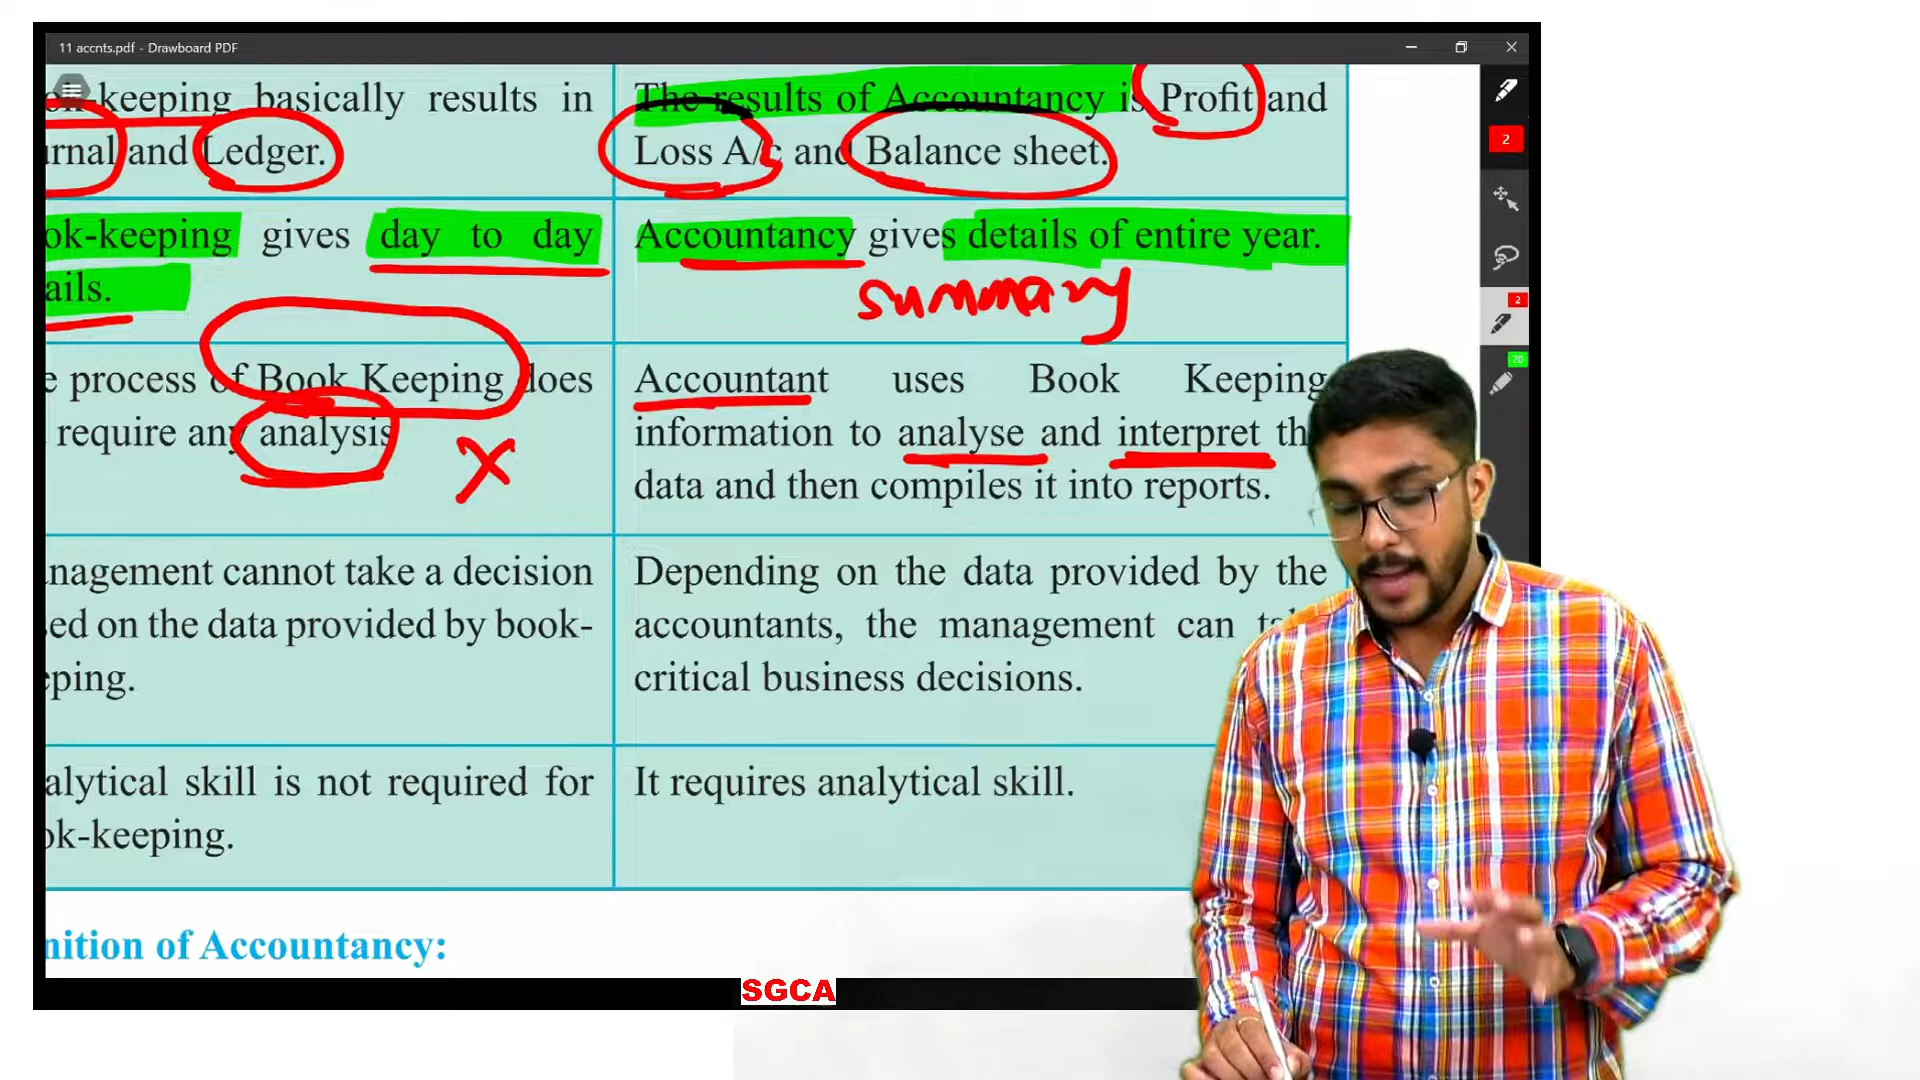 11 accnts.pdf - Drawboard PDF
-keeping basically results in
and Ledger.
The results of Accountancy is Profit and
Loss A/c and Balance sheet.
ok-keeping gives day to day
ails.
Accountancy gives details of entire year.
summary
e process of Book Keeping does
require any analysis
x
Accountant uses Book Keeping
information to analyse and interpret th
data and then compiles it into reports.
nagement cannot take a decision
sed on the data provided by book-
eping.
Depending on the data provided by the
accountants, the management can
critical business decisions.
alytical skill is not required for
ok-keeping.
It requires analytical skill.
nition of Accountancy:
SGCA
2
2
20